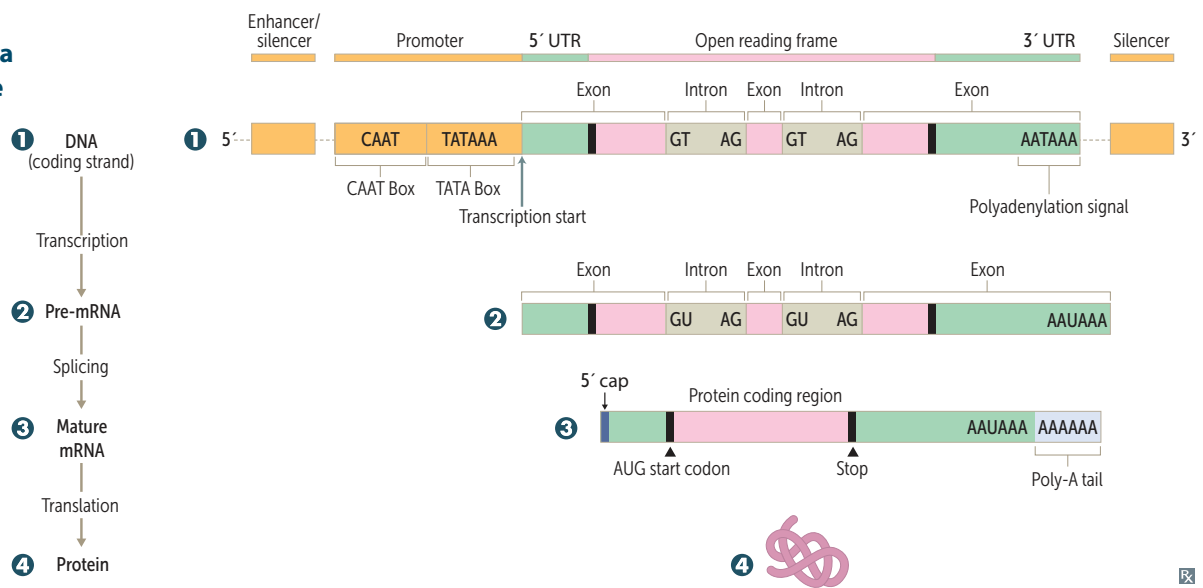 a
e
Enhancer/
silencer
Promoter
5´ UTR
Open reading frame
3´ UTR
Silencer
Exon Intron Exon Intron Exon
1 DNA
(coding strand)
1 5´ CAAT TATAAA GT AG GT AG AATAAA 3´
CAAT Box TATA Box
Transcription start
Polyadenylation signal
Transcription
Exon Intron Exon Intron Exon
2 Pre-mRNA
2 GU AG GU AG AAUAAA
Splicing
5´ cap
Protein coding region
3 Mature
mRNA
3 AAUAAA AAAAAA
AUG start codon
Stop
Poly-A tail
Translation
4 Protein
4
Rx